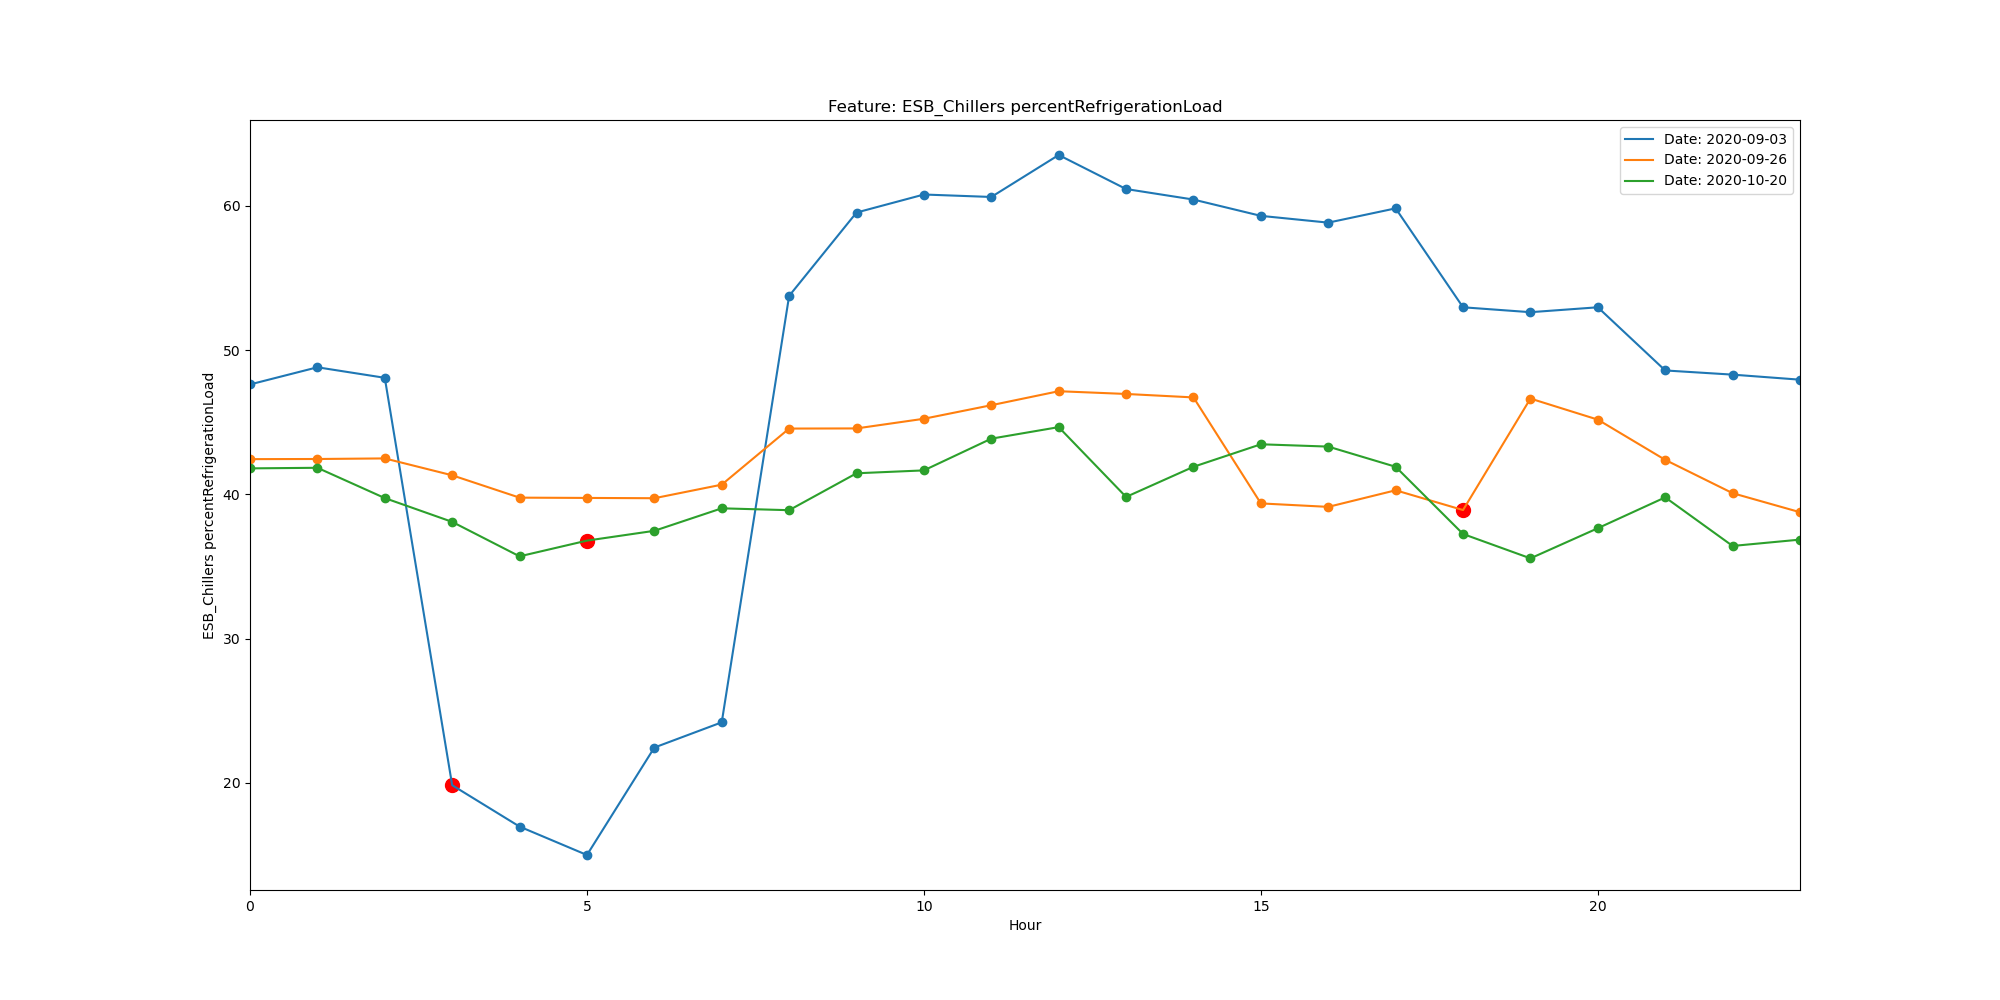 Feature: ESB_Chillers percentRefrigerationLoad
Date: 2020-09-03
Date: 2020-09-26
Date: 2020-10-20
ESB_Chillers percentRefrigerationLoad
60
50
40
30
20
0 5 10 15 20
Hour